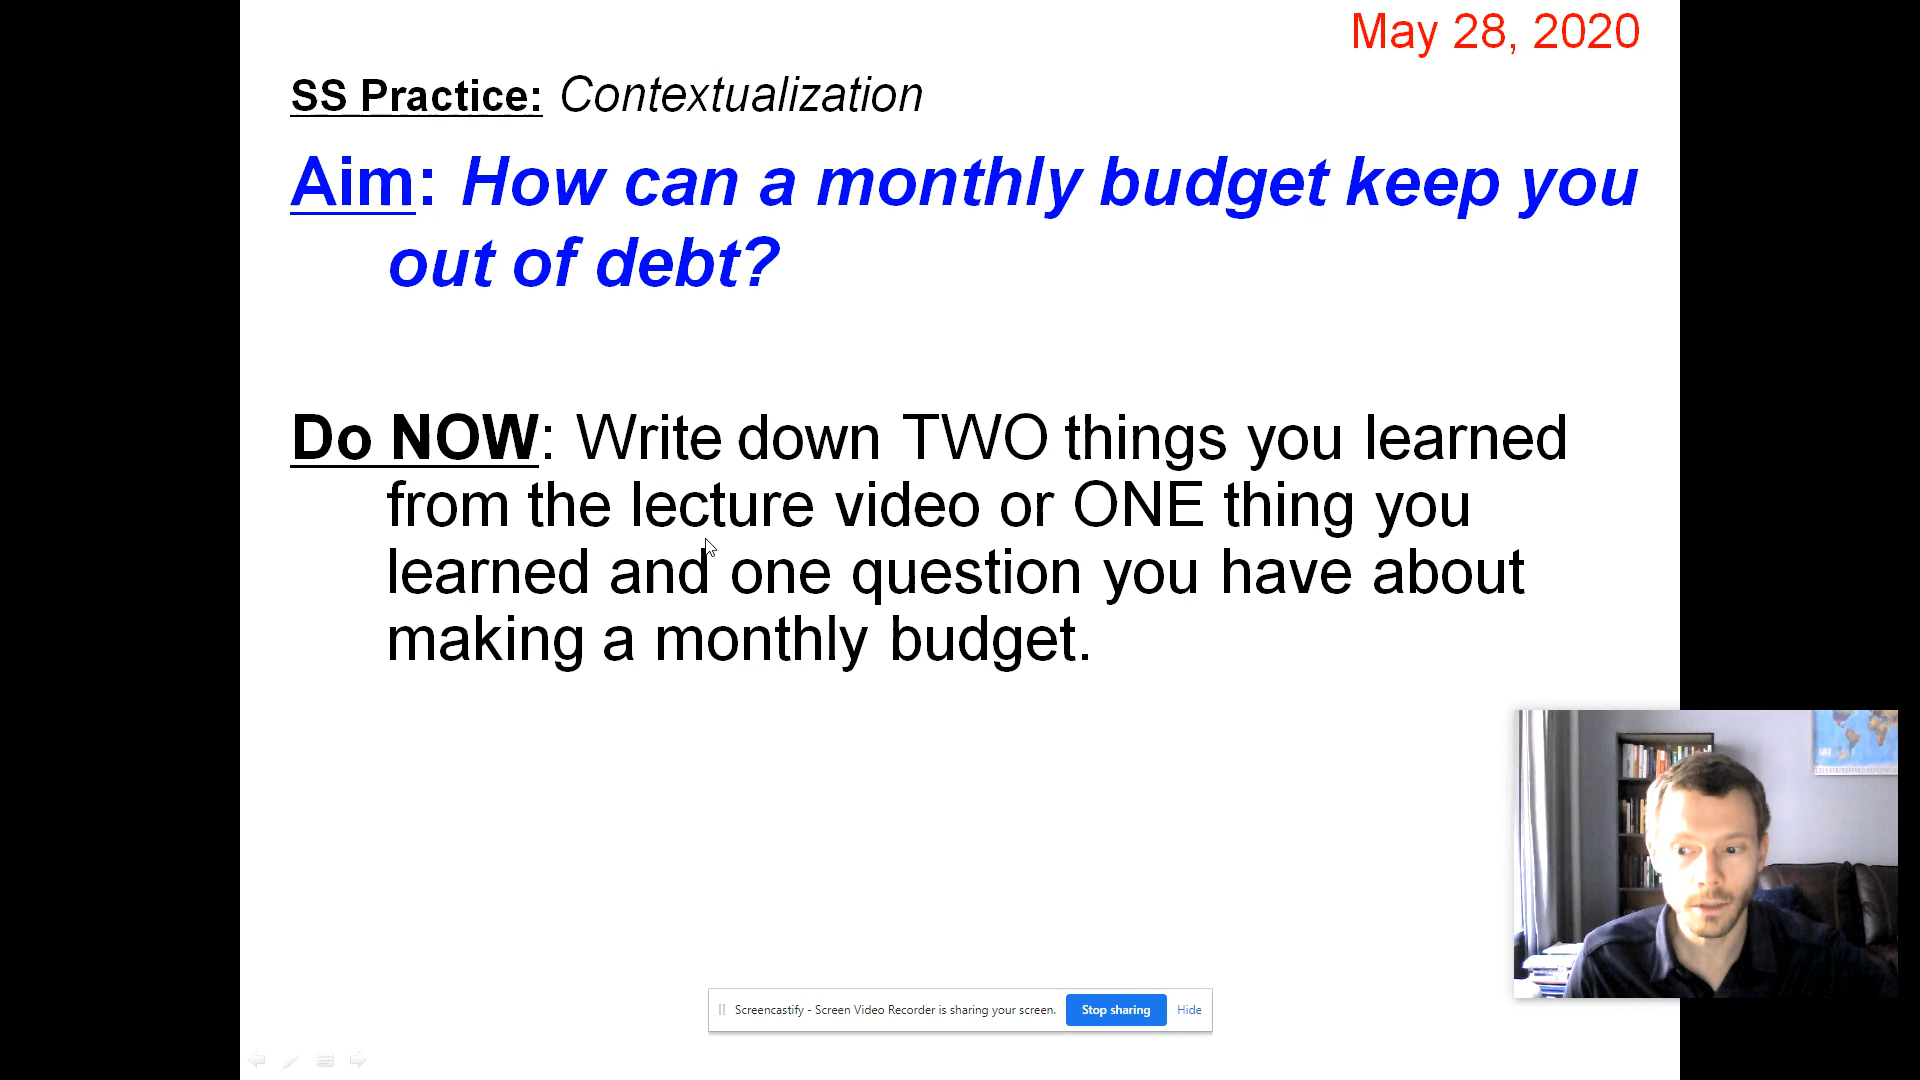 May 28, 2020
SS Practice: Contextualization
Aim: How can a monthly budget keep you
out of debt?
Do NOW: Write down TWO things you learned
from the lecture video or ONE thing you
learned and one question you have about
making a monthly budget.
Screencastify - Screen Video Recorder is sharing your screen. Stop sharing Hide